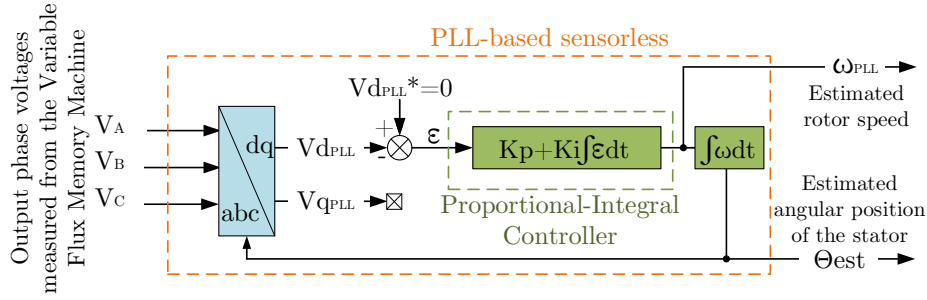 Output phase voltages
measured from the Variable
Flux Memory Machine
PLL-based sensorless
VA
VB
VC
dq
abc
VdPLL*=0
VdPLL
+
-
ε
VqPLL
Kp+Ki∫εdt
Proportional-Integral
Controller
∫ωdt
ωPLL
Estimated
rotor speed
Estimated
angular position
of the stator
Θest